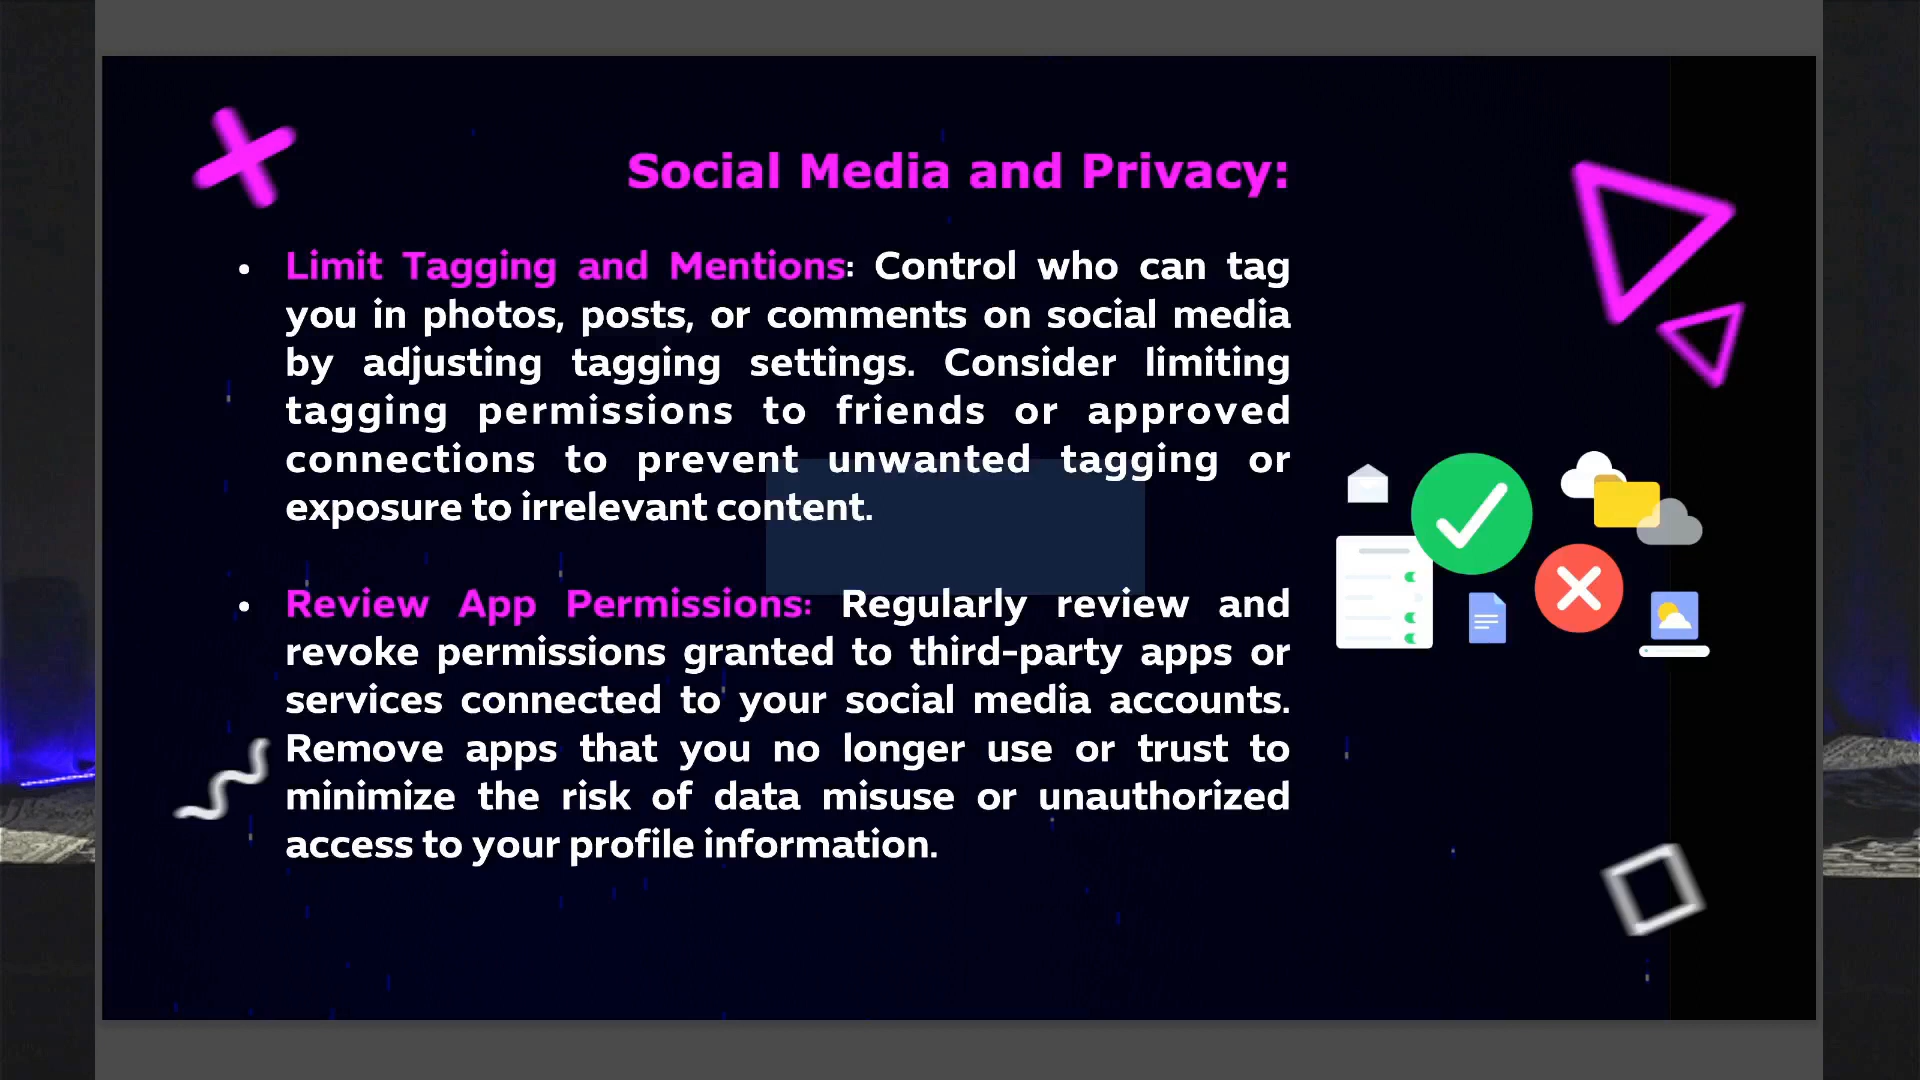 Social Media and Privacy:
• Limit Tagging and Mentions: Control who can tag
you in photos, posts, or comments on social media
by adjusting tagging settings. Consider limiting
tagging permissions to friends or approved
connections to prevent unwanted tagging or
exposure to irrelevant content.
• Review App Permissions: Regularly review and
revoke permissions granted to third-party apps or
services connected to your social media accounts.
Remove apps that you no longer use or trust to
minimize the risk of data misuse or unauthorized
access to your profile information.